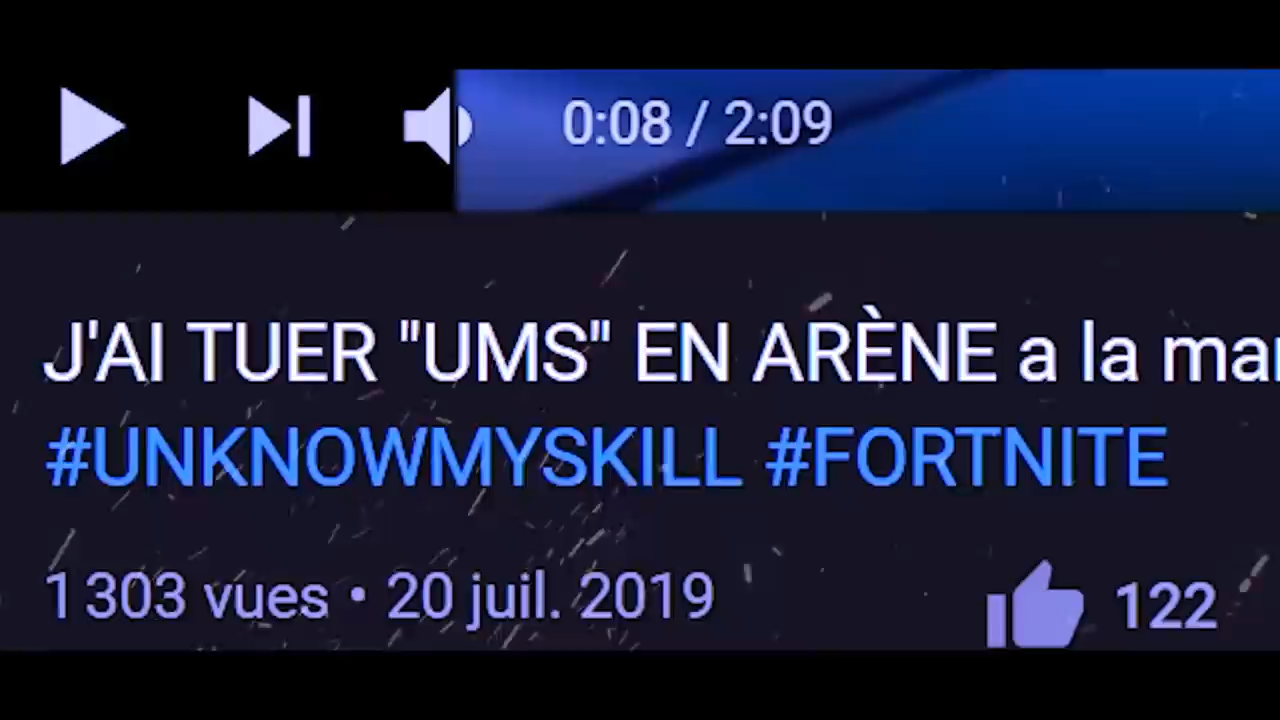 0:08 / 2:09
J'AI TUER "UMS" EN ARÈNE a la
#UNKNOWMYSKILL #FORTNITE
1 303 vues • 20 juil. 2019
122